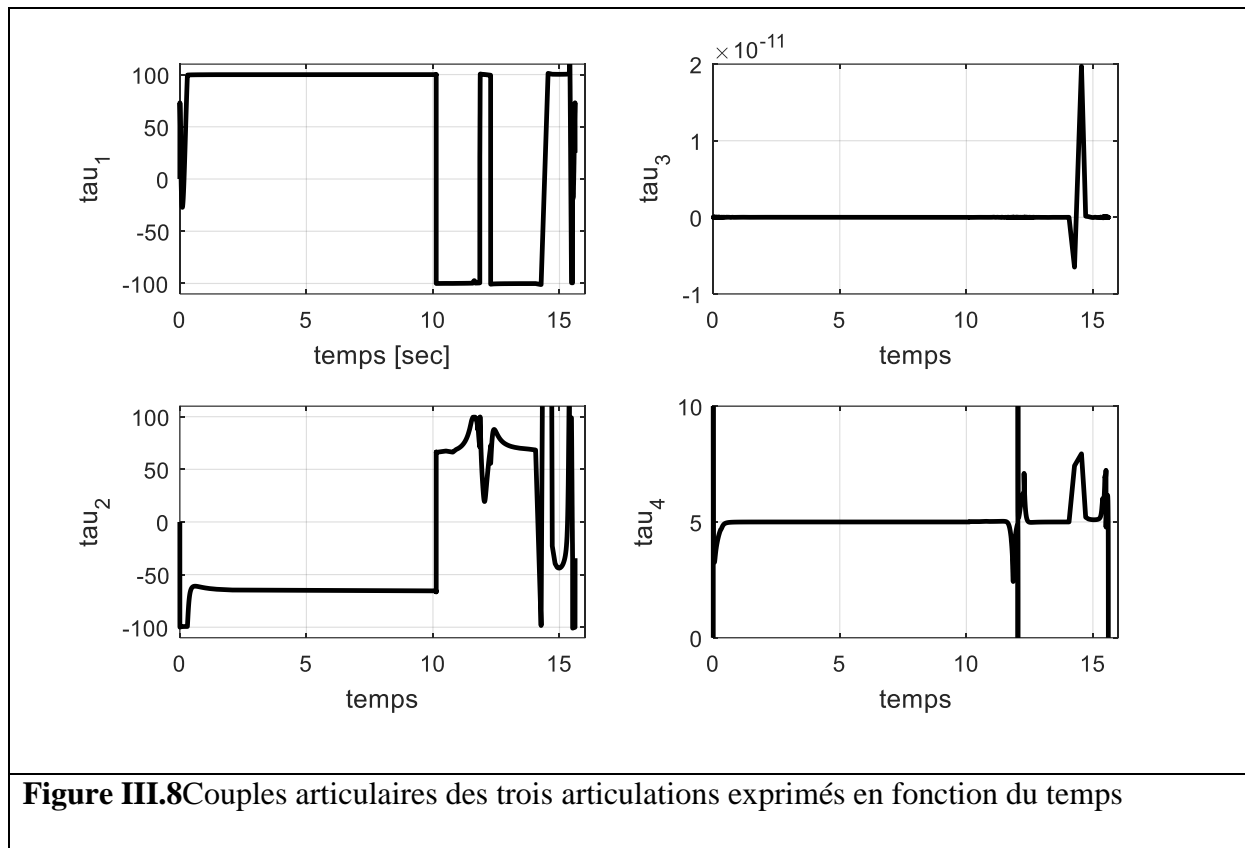 100
50
0
-50
-100
tau1
0 5 10 15
temps [sec]
×10-11
2
1
0
-1
tau3
0 5 10 15
temps
100
50
0
-50
-100
tau2
0 5 10 15
temps
10
5
0
tau4
0 5 10 15
temps
Figure III.8Couples articulaires des trois articulations exprimés en fonction du temps